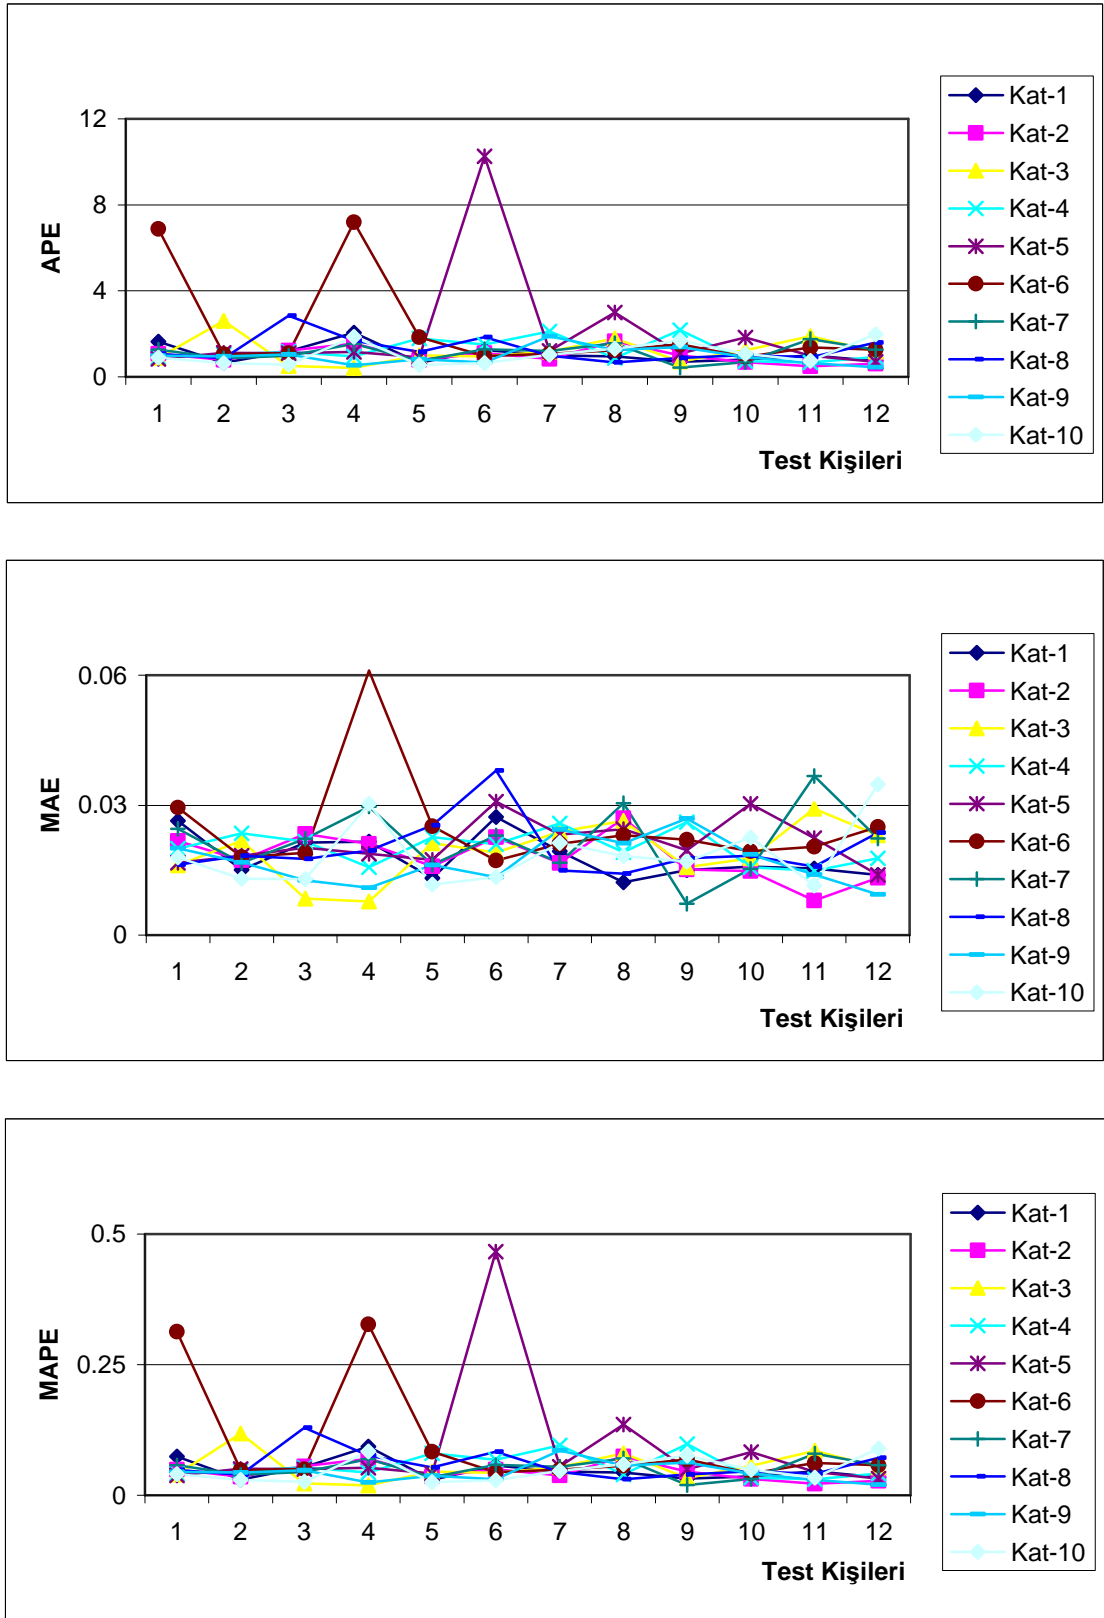 APE
12
8
4
0
1 2 3 4 5 6 7 8 9 10 11 12
Test Kişileri
Kat-1
Kat-2
Kat-3
Kat-4
Kat-5
Kat-6
Kat-7
Kat-8
Kat-9
Kat-10
MAE
0.06
0.03
0
1 2 3 4 5 6 7 8 9 10 11 12
Test Kişileri
Kat-1
Kat-2
Kat-3
Kat-4
Kat-5
Kat-6
Kat-7
Kat-8
Kat-9
Kat-10
MAPE
0.5
0.25
0
1 2 3 4 5 6 7 8 9 10 11 12
Test Kişileri
Kat-1
Kat-2
Kat-3
Kat-4
Kat-5
Kat-6
Kat-7
Kat-8
Kat-9
Kat-10